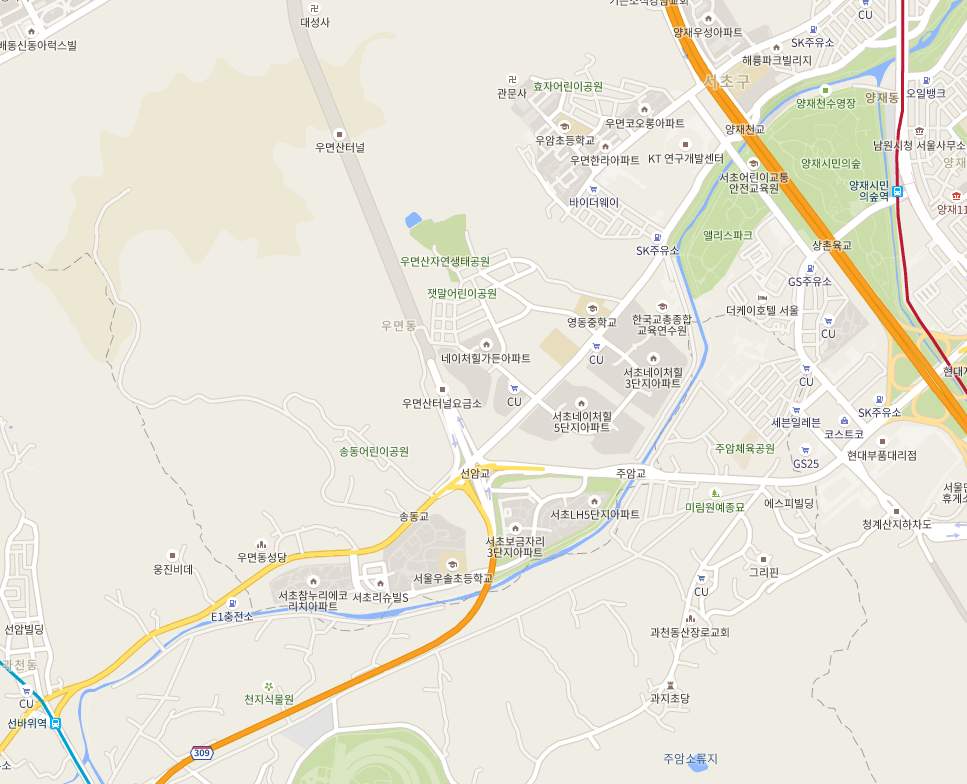 대성사
CU
양재우성아파트
SK주유소
배동신동아럭스빌
해릉파크빌리지
서초구
관문사
효자어린이공원
양재천수영장
양재동
오일뱅크
우면코오롱아파트
양재천교
우면산터널
우암초등학교
우면한라아파트
KT 연구개발센터
남원시청 서울사무소
양재시민의숲
서초어린이교통
안전교육원
양재시민
의숲역
바이더웨이
양재11
앨리스파크
SK주유소
상촌육교
우면산자연생태공원
GS주유소
잿말어린이공원
더케이호텔 서울
우면동
영동중학교
한국교총종합
교육연수원
CU
네이처힐가든아파트
CU
서초네이처힐
3단지아파트
CU
우면산터널요금소
CU
서초네이처힐
5단지아파트
세븐일레븐
SK주유소
코스트코
송동어린이공원
주암체육공원
GS25
현대부품대리점
선암교
주암교
송동교
서초LH5단지아파트
미림원예종묘
에스피빌딩
청계산지하차도
서초보금자리
3단지아파트
우면동성당
웅진비데
서울우솔초등학교
그리핀
CU
서초참누리에코
리치아파트
서초리슈빌S
E1충전소
선암빌딩
과천동산장로교회
과천동
CU
천지식물원
과지초당
선바위역
309
주암소류지